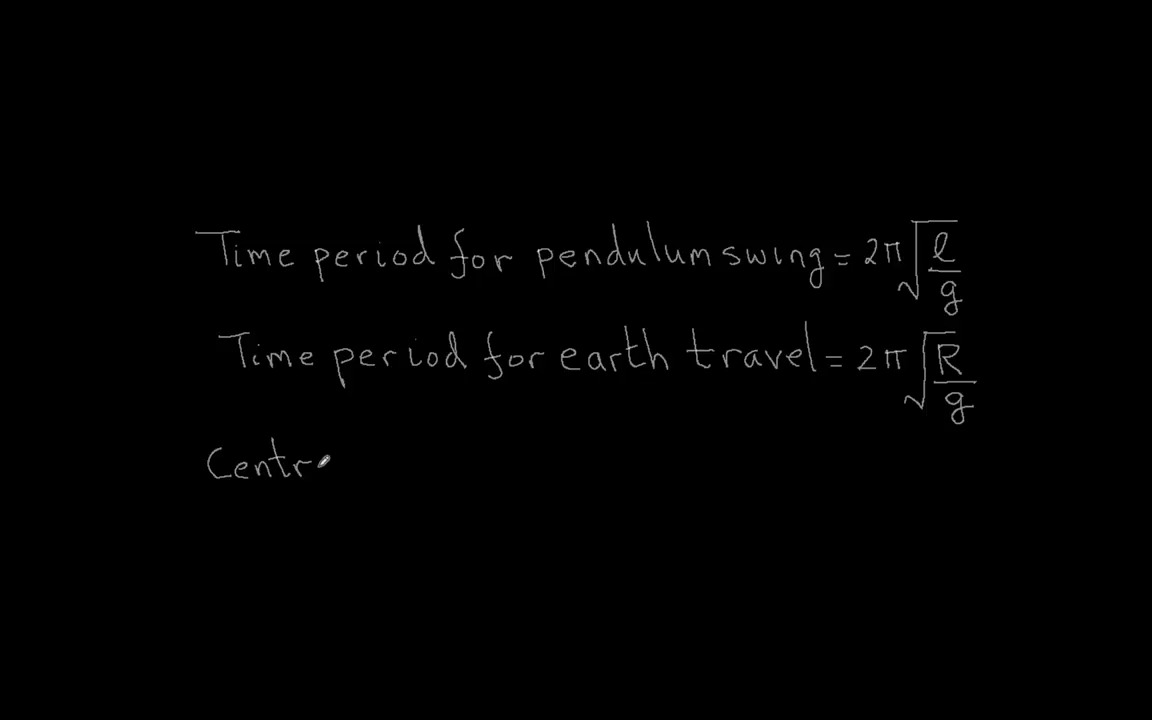 Time period for pendulum swing = 2π√(l/g)
Time period for earth travel = 2π√(R/g)
Centr